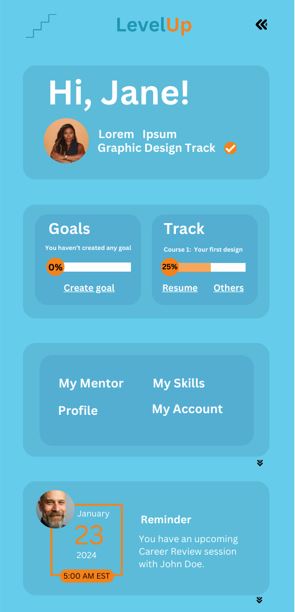 LevelUp
Hi, Jane!
Lorem Ipsum
Graphic Design Track
Goals
You haven't created any goal
0%
Create goal
Track
Course 1: Your first design
25%
Resume Others
My Mentor My Skills
Profile My Account
January
23
2024
5:00 AM EST
Reminder
You have an upcoming
Career Review session
with John Doe.